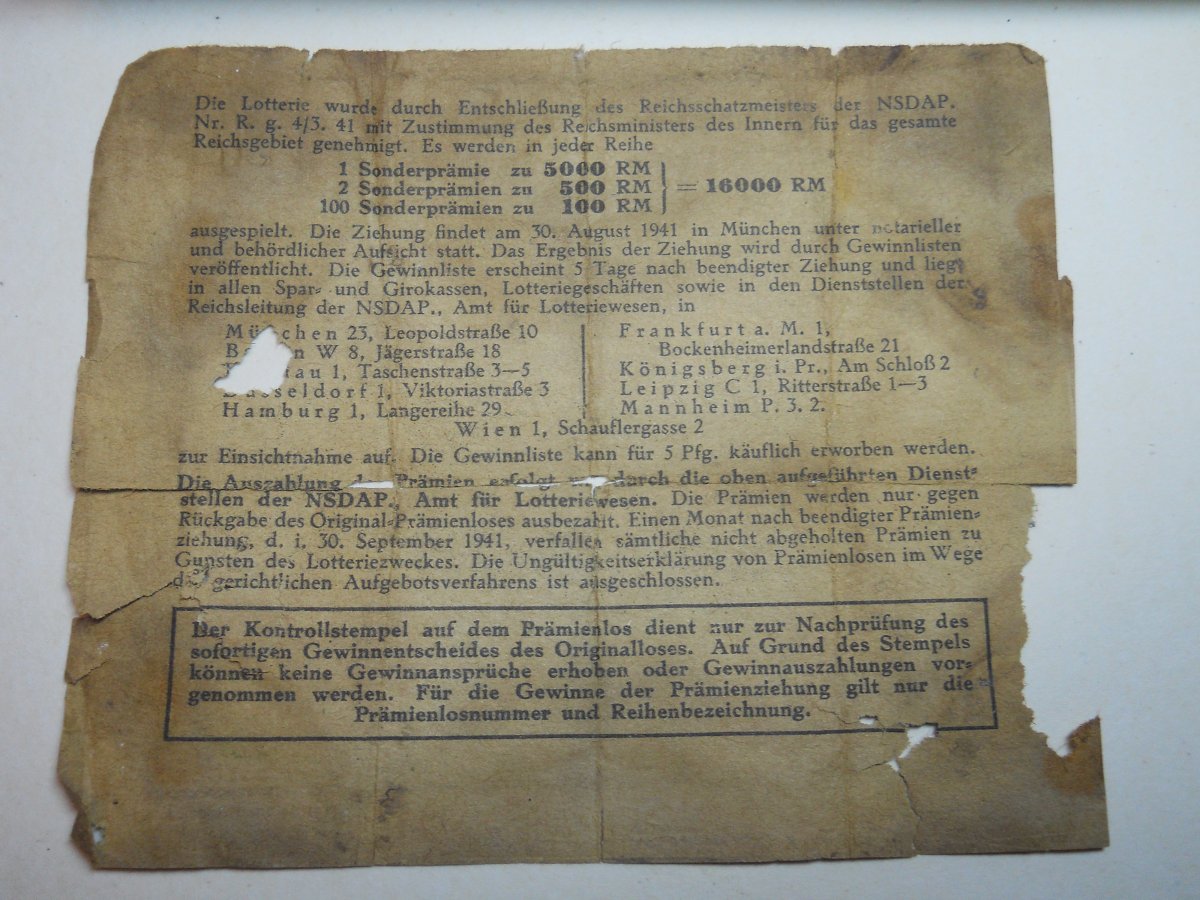 Die Lotterie wurde durch Entschließung des Reichsschatzmeisters der NSDAP.
Nr. R. g. 4/3. 41 mit Zustimmung des Reichsministers des Innern für das gesamte
Reichsgebiet genehmigt. Es werden in jeder Reihe
1 Sonderprämie zu 5000 RM
2 Sonderprämien zu 500 RM = 16000 RM
100 Sonderprämien zu 100 RM
ausgespielt. Die Ziehung findet am 30. August 1941 in München unter notarieller
und behördlicher Aufsicht statt. Das Ergebnis der Ziehung wird durch Gewinnlisten
veröffentlicht. Die Gewinnliste erscheint 5 Tage nach beendigter Ziehung und liegt
in allen Spar- und Girokassen, Lotteriegeschäften sowie in den Dienststellen der
Reichsleitung der NSDAP., Amt für Lotteriewesen, in
München 23, Leopoldstraße 10
W 8, Jägerstraße 18
1, Taschenstraße 3—5
Düsseldorf 1, Viktoriastraße 3
Hamburg 1, Langereihe 29
Frankfurt a. M. 1,
Bockenheimerlandstraße 21
Königsberg i. Pr., Am Schloß 2
Leipzig C 1, Ritterstraße 1—3
Mannheim P. 3. 2.
Wien 1, Schauflergasse 2
zur Einsichtnahme auf. Die Gewinnliste kann für 5 Pfg. käuflich erworben werden.
Die Auszahlung der Prämien erfolgt nur durch die oben aufgeführten Dienst-
stellen der NSDAP., Amt für Lotteriewesen. Die Prämien werden nur gegen
Rückgabe des Original-Prämienloses ausbezahlt. Einen Monat nach beendigter Prämien-
ziehung, d. i. 30. September 1941, verfallen sämtliche nicht abgeholten Prämien zu
Gunsten des Lotteriezweckes. Die Ungültigkeitserklärung von Prämienlosen im Wege
des gerichtlichen Aufgebotsverfahrens ist ausgeschlossen.
Der Kontrollstempel auf dem Prämienlos dient nur zur Nachprüfung des
sofortigen Gewinnentscheides des Originalloses. Auf Grund des Stempels
können keine Gewinnansprüche erhoben oder Gewinnauszahlungen vor-
genommen werden. Für die Gewinne der Prämienziehung gilt nur die
Prämienlosnummer und Reihenbezeichnung.